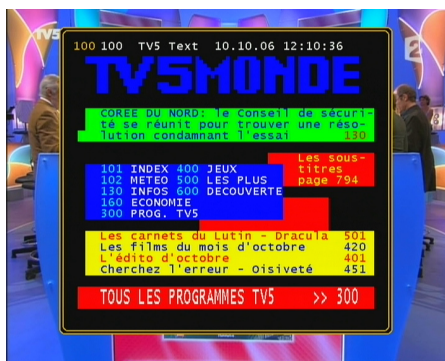 TV5
2
100 100 TV5 Text 10.10.06 12:10:36
TV5MONDE
COREE DU NORD: le Conseil de sécuri-
té se réunit pour trouver une réso-
lution condamnant l'essai 130
Les sous-
titres
page 794
101 INDEX 400 JEUX
102 METEO 500 LES PLUS
130 INFOS 600 DECOUVERTE
160 ECONOMIE
300 PROG. TV5
Les carnets du Lutin - Dracula 501
Les films du mois d'octobre 420
L'édito d'octobre 401
Cherchez l'erreur - Oisiveté 451
TOUS LES PROGRAMMES TV5 >> 300